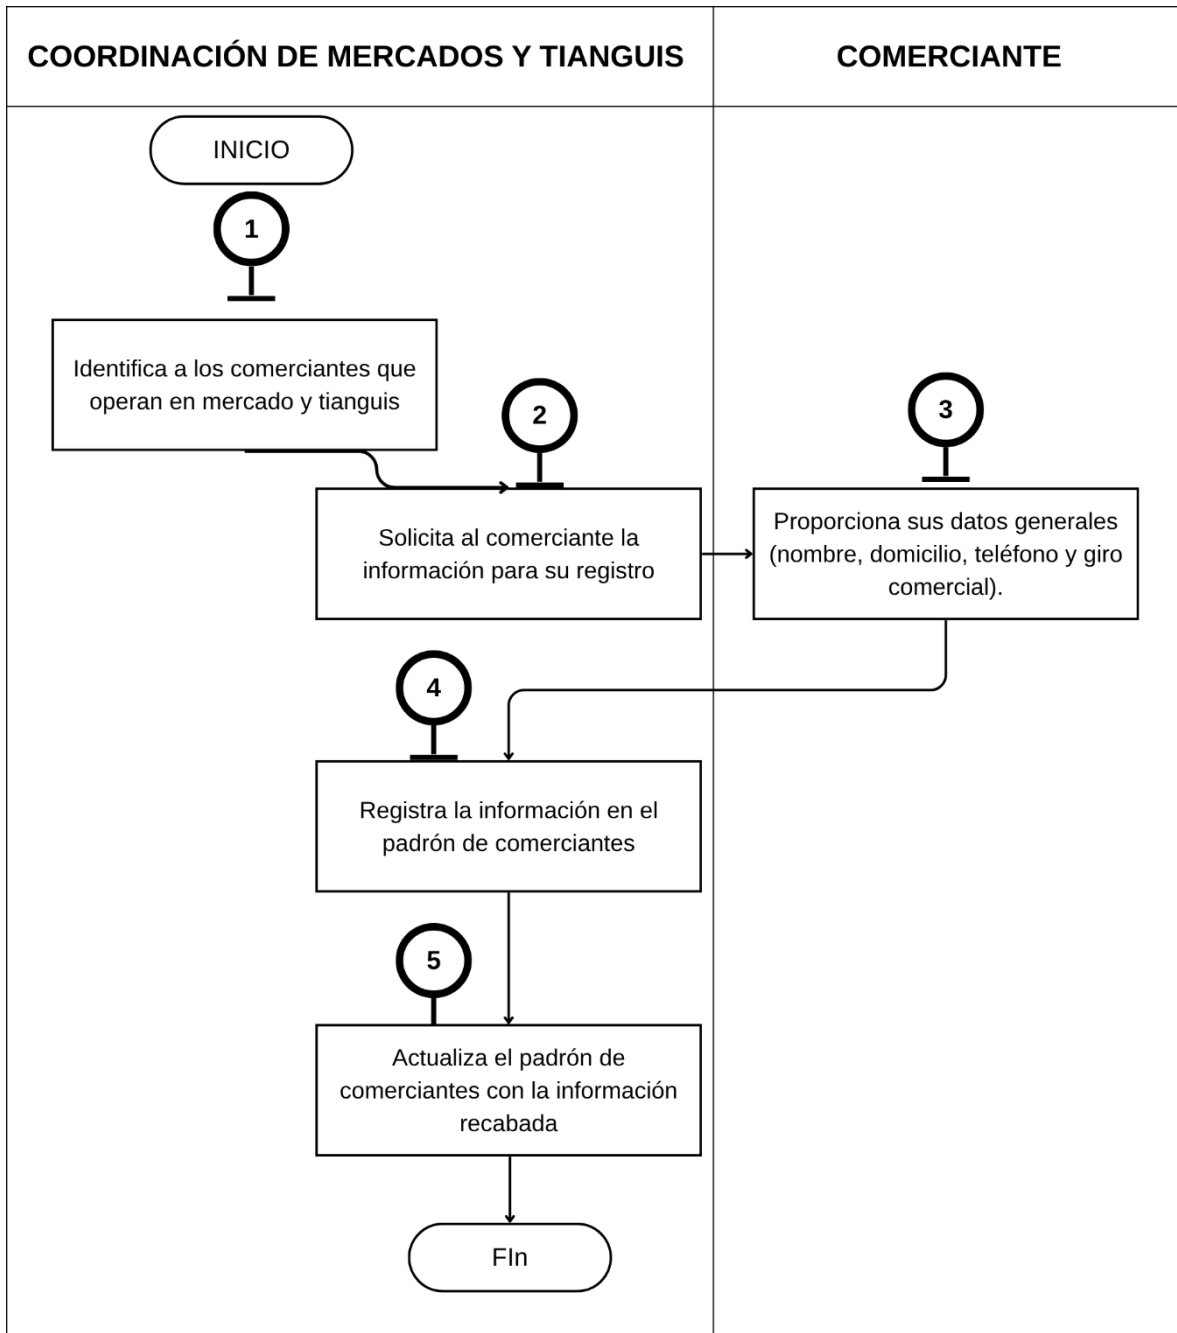 COORDINACIÓN DE MERCADOS Y TIANGUIS
COMERCIANTE
INICIO
1
Identifica a los comerciantes que
operan en mercado y tianguis
2
Solicita al comerciante la
información para su registro
3
Proporciona sus datos generales
(nombre, domicilio, teléfono y giro
comercial).
4
Registra la información en el
padrón de comerciantes
5
Actualiza el padrón de
comerciantes con la información
recabada
FIn